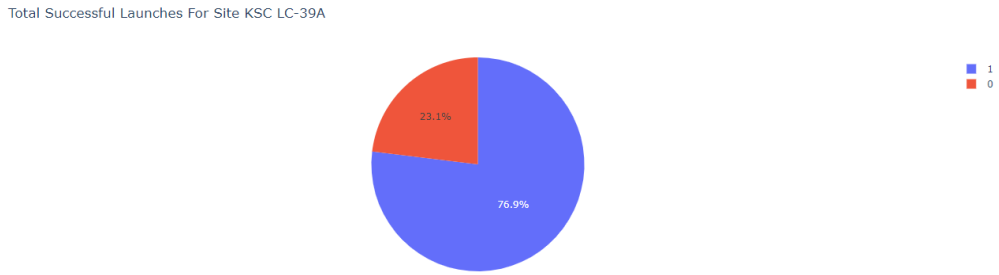 Total Successful Launches For Site KSC LC-39A
1
0
23.1%
76.9%